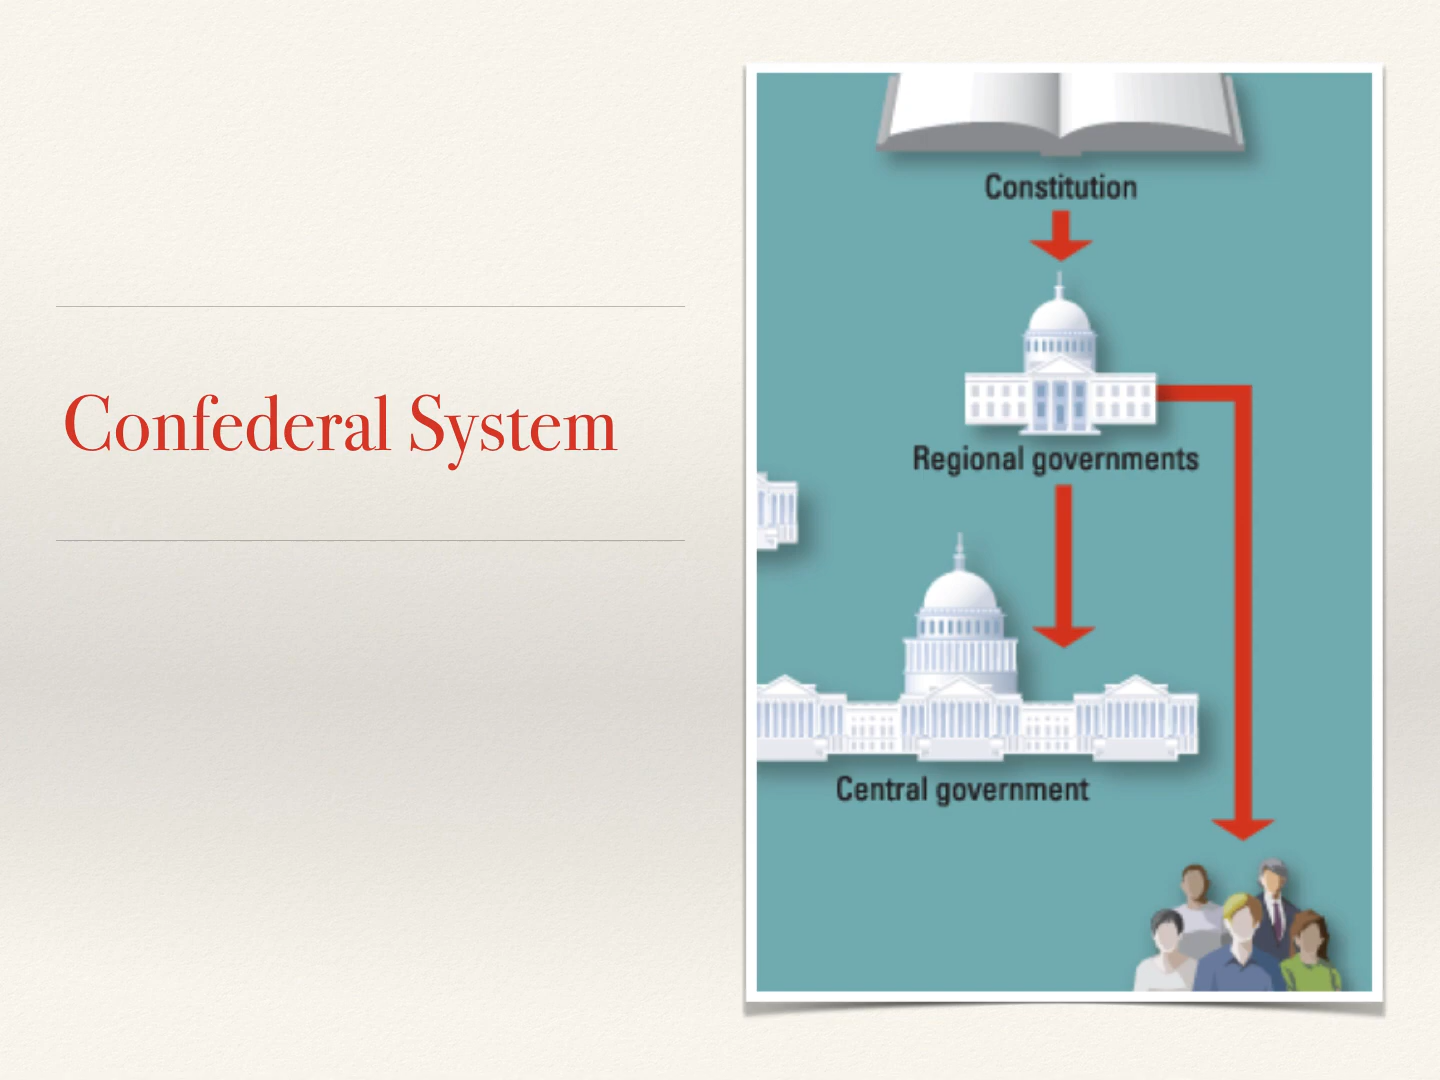 Confederal System
Constitution
Regional governments
Central government